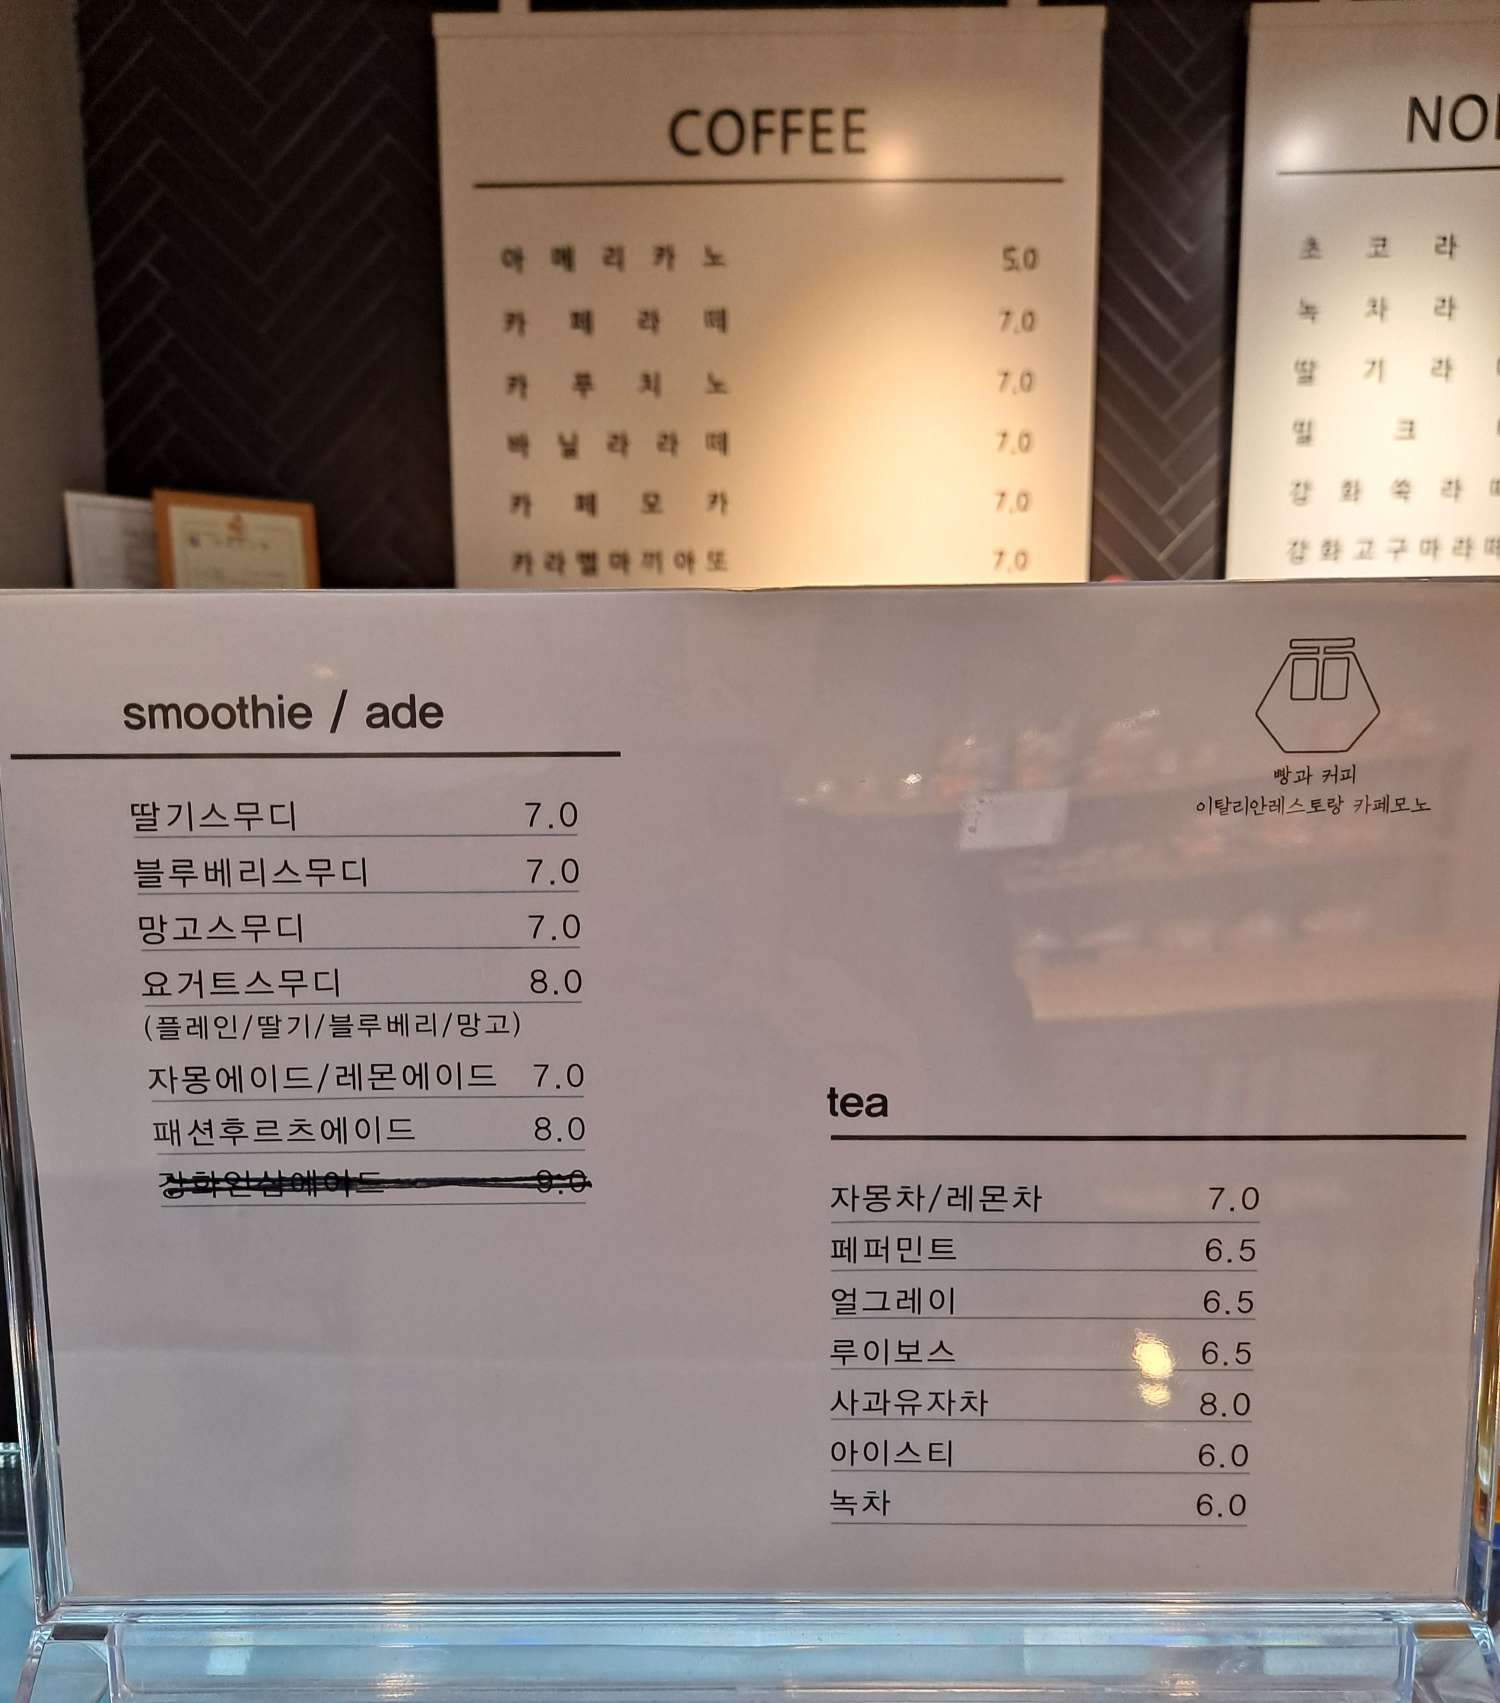 COFFEE
아메리카노 5.0
카페라떼 7.0
카푸치노 7.0
바닐라라떼 7.0
카페모카 7.0
카라멜마끼아또 7.0
초코라
녹차라
딸기라
밀크
강화쑥라떼
강화고구마라떼
smoothie / ade
딸기스무디 7.0
블루베리스무디 7.0
망고스무디 7.0
요거트스무디 8.0
(플레인/딸기/블루베리/망고)
자몽에이드/레몬에이드 7.0
패션후르츠에이드 8.0
강화인삼에이드 9.0
빵과 커피
이탈리안레스토랑 카페모노
tea
자몽차/레몬차 7.0
페퍼민트 6.5
얼그레이 6.5
루이보스 6.5
사과유자차 8.0
아이스티 6.0
녹차 6.0